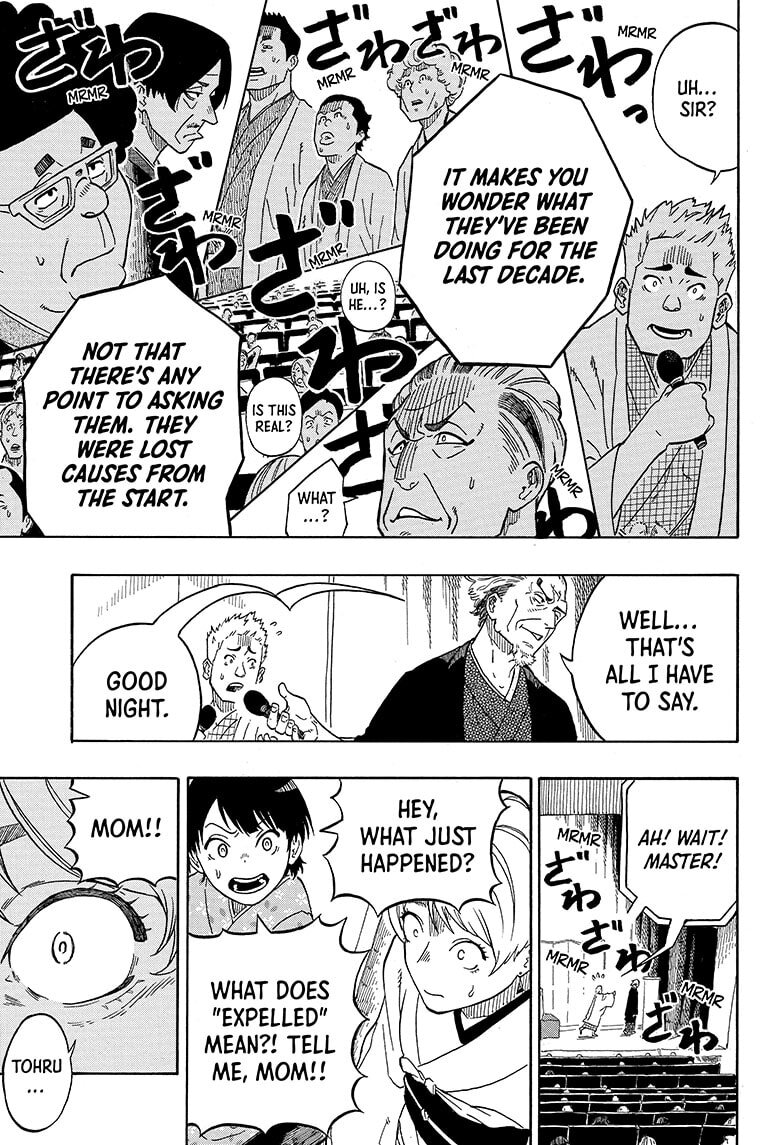 UH...
SIR?
ざわっ
MRMR
ざわ
ざわ
MRMR
ざわ
MRMR
IT MAKES YOU
WONDER WHAT
THEY'VE BEEN
DOING FOR THE
LAST DECADE.
ざわ
MRMR
ざわ
MRMR
UH, IS
HE...?
IS THIS
REAL?
WHAT
...?
ざわ
MRMR
NOT THAT
THERE'S ANY
POINT TO ASKING
THEM. THEY
WERE LOST
CAUSES FROM
THE START.
WELL...
THAT'S
ALL I HAVE
TO SAY.
GOOD
NIGHT.
AH! WAIT!
MASTER!
MRMR
ざわ
ざわ
MRMR
MRMR
ざわ
HEY,
WHAT JUST
HAPPENED?
WHAT DOES
"EXPELLED"
MEAN?! TELL
ME, MOM!!
MOM!!
TOHRU
...